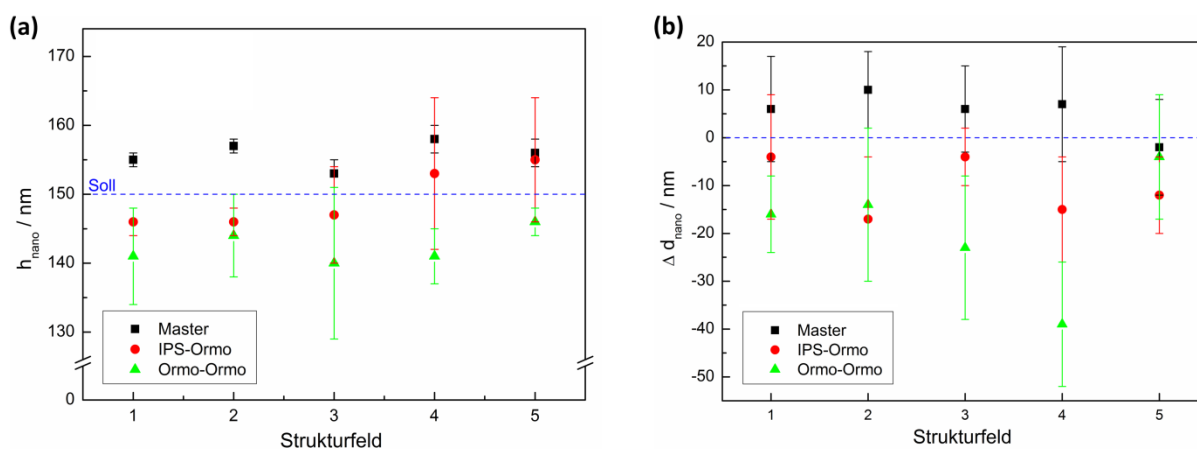 (a)
h_nano / nm
170
160
150
140
130
0
Soll
Master
IPS-Ormo
Ormo-Ormo
1 2 3 4 5
Strukturfeld
(b)
Δ d_nano / nm
20
10
0
-10
-20
-30
-40
-50
Master
IPS-Ormo
Ormo-Ormo
1 2 3 4 5
Strukturfeld